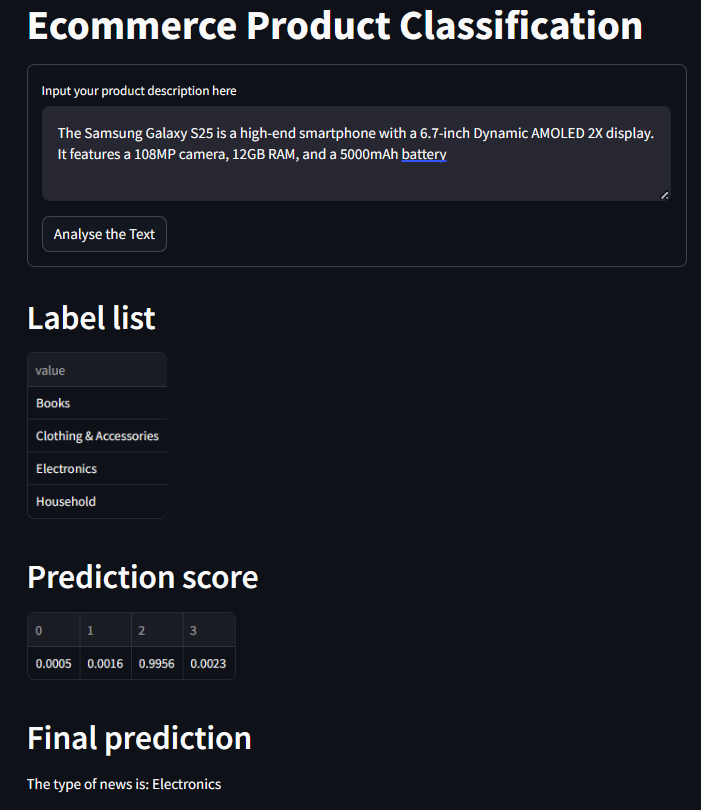 Ecommerce Product Classification
Input your product description here
The Samsung Galaxy S25 is a high-end smartphone with a 6.7-inch Dynamic AMOLED 2X display.
It features a 108MP camera, 12GB RAM, and a 5000mAh battery
Analyse the Text
Label list
value
Books
Clothing & Accessories
Electronics
Household
Prediction score
0 1 2 3
0.0005 0.0016 0.9956 0.0023
Final prediction
The type of news is: Electronics